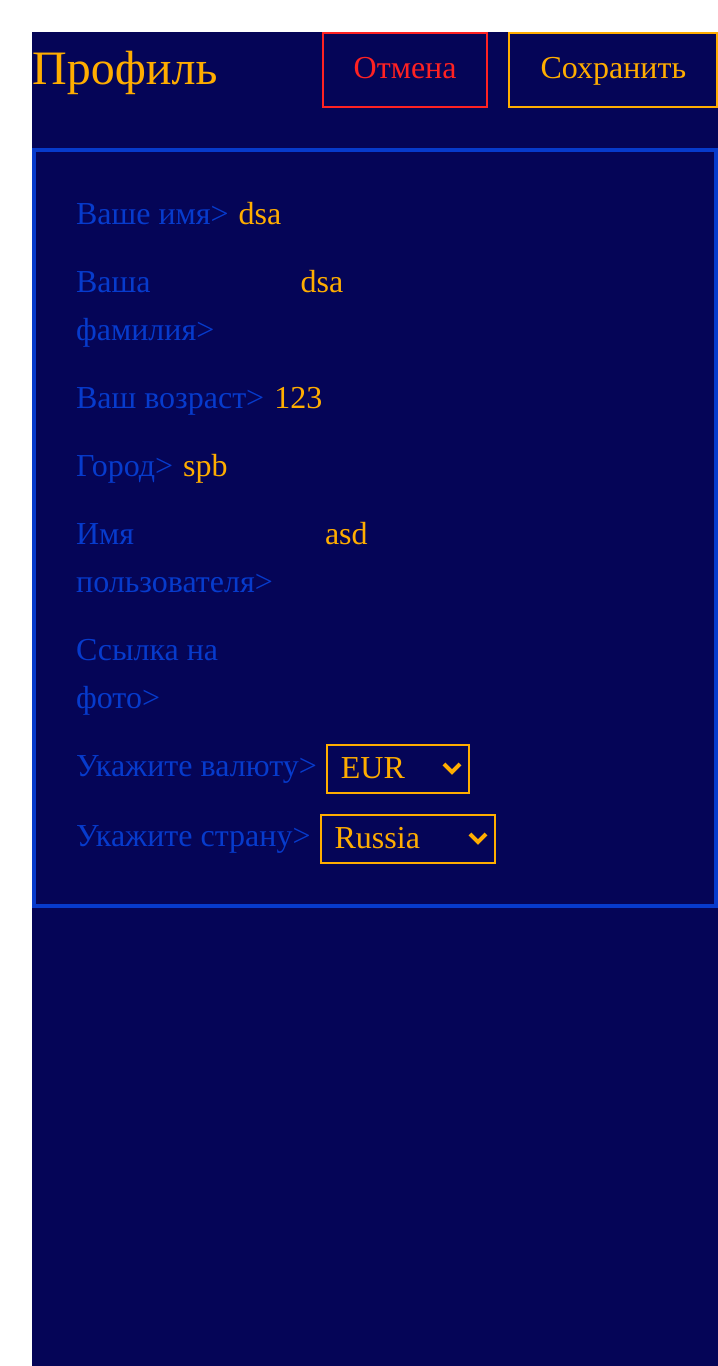 Профиль Отмена Сохранить
Ваше имя> dsa
Ваша dsa
фамилия>
Ваш возраст> 123
Город> spb
Имя asd
пользователя>
Ссылка на
фото>
Укажите валюту> EUR
Укажите страну> Russia